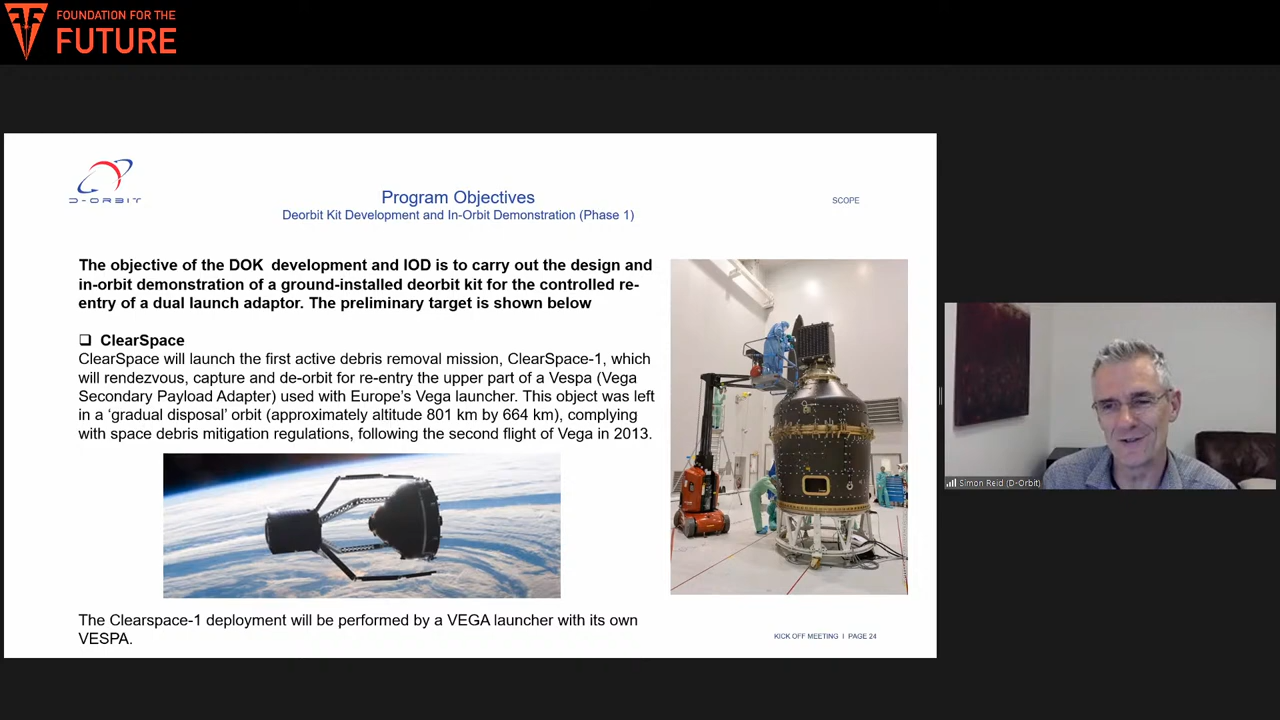 FOUNDATION FOR THE
FUTURE
D-ORBIT
Program Objectives
Deorbit Kit Development and In-Orbit Demonstration (Phase 1)
SCOPE
The objective of the DOK development and IOD is to carry out the design and
in-orbit demonstration of a ground-installed deorbit kit for the controlled re-
entry of a dual launch adaptor. The preliminary target is shown below
❑ ClearSpace
ClearSpace will launch the first active debris removal mission, ClearSpace-1, which
will rendezvous, capture and de-orbit for re-entry the upper part of a Vespa (Vega
Secondary Payload Adapter) used with Europe's Vega launcher. This object was left
in a 'gradual disposal' orbit (approximately altitude 801 km by 664 km), complying
with space debris mitigation regulations, following the second flight of Vega in 2013.
The Clearspace-1 deployment will be performed by a VEGA launcher with its own
VESPA.
KICK OFF MEETING I PAGE 24
Simon Reid (D-Orbit)